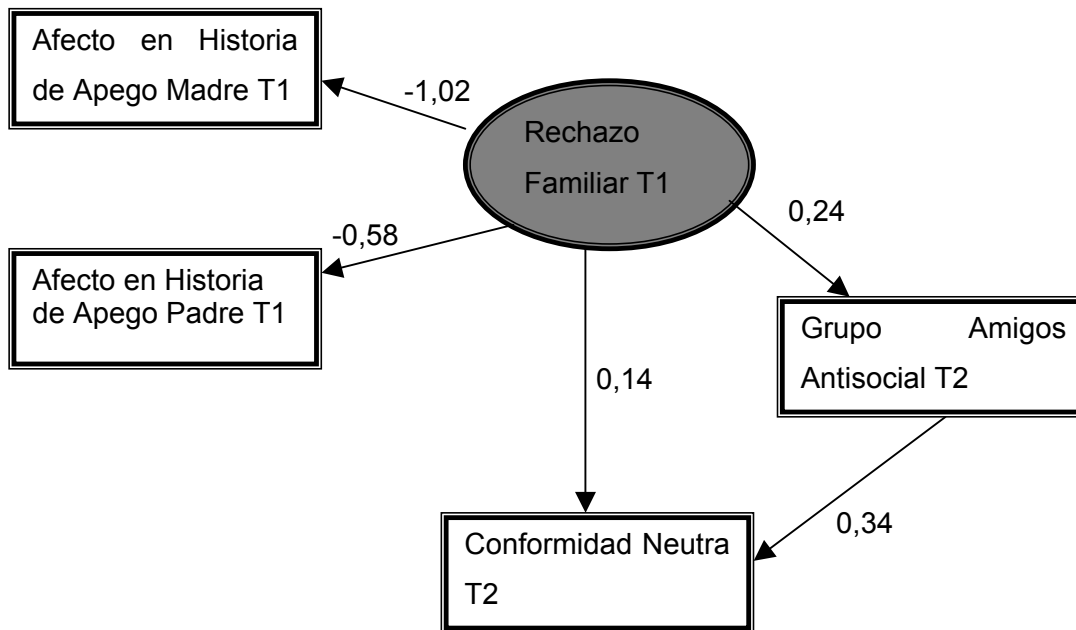 Afecto en Historia
de Apego Madre T1
-1,02
Rechazo
Familiar T1
0,24
-0,58
Afecto en Historia
de Apego Padre T1
Grupo Amigos
Antisocial T2
0,14
0,34
Conformidad Neutra
T2